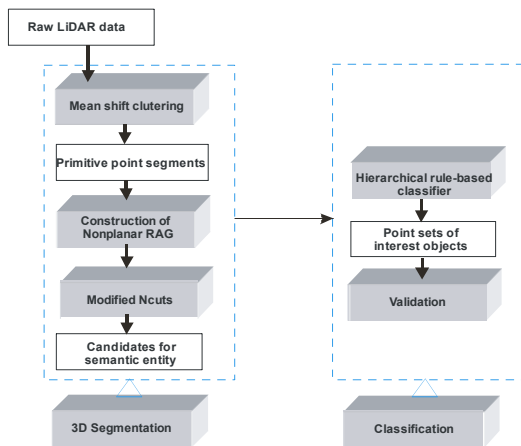 Raw LiDAR data
Mean shift clutering
Primitive point segments
Construction of
Nonplanar RAG
Modified Ncuts
Candidates for
semantic entity
3D Segmentation
Hierarchical rule-based
classifier
Point sets of
interest objects
Validation
Classification